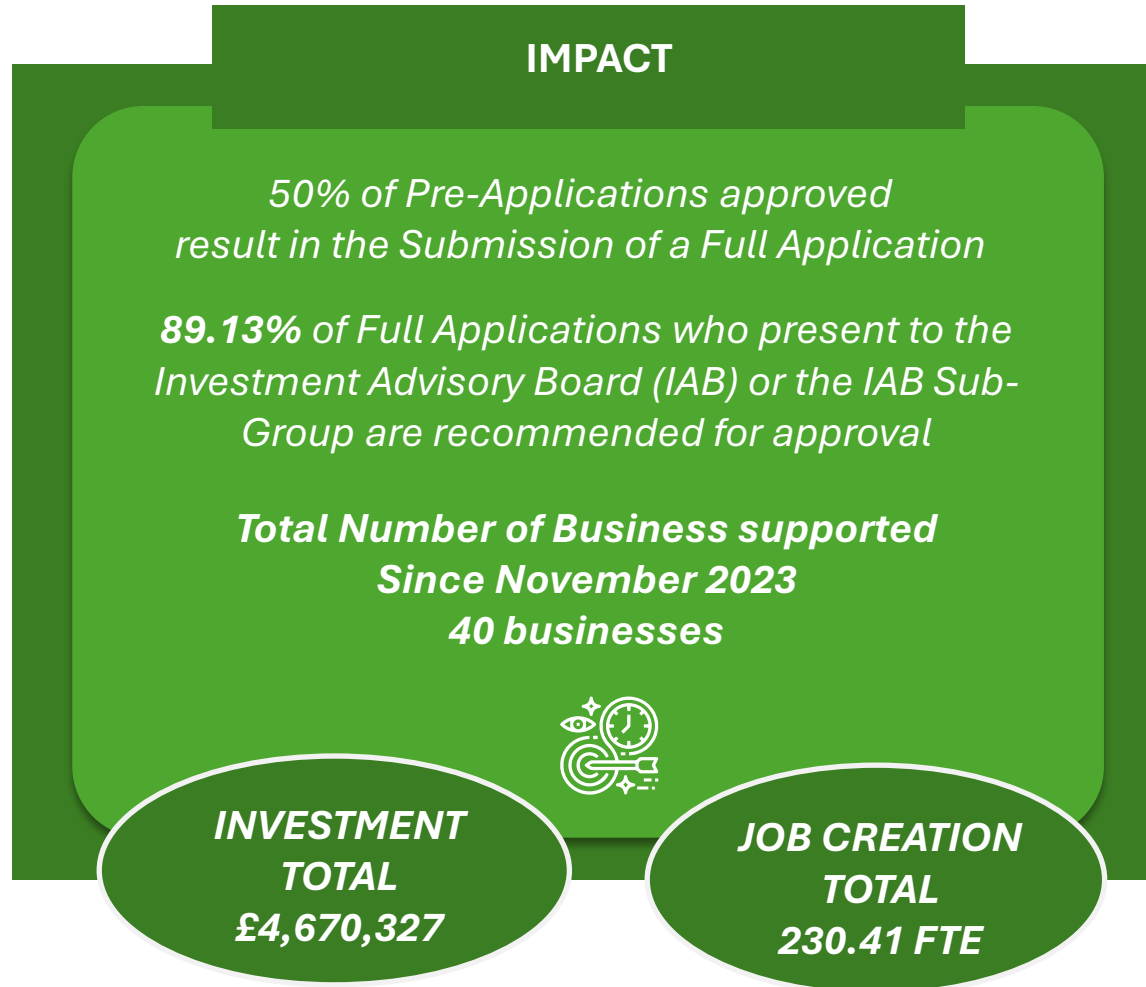 IMPACT
50% of Pre-Applications approved
result in the Submission of a Full Application
89.13% of Full Applications who present to the
Investment Advisory Board (IAB) or the IAB Sub-
Group are recommended for approval
Total Number of Business supported
Since November 2023
40 businesses
INVESTMENT
TOTAL
£4,670,327
JOB CREATION
TOTAL
230.41 FTE